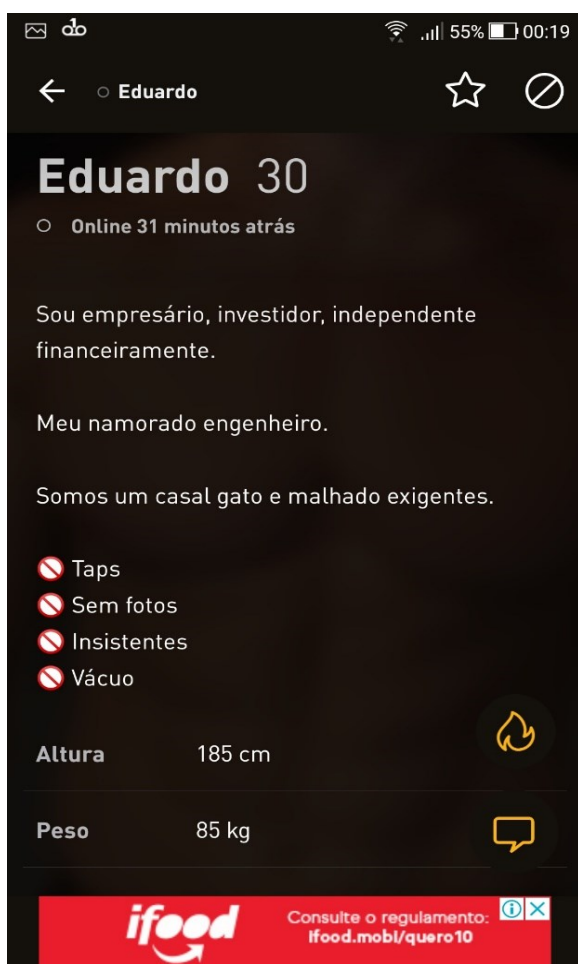 55% 00:19
Eduardo
Eduardo 30
Online 31 minutos atrás
Sou empresário, investidor, independente
financeiramente.
Meu namorado engenheiro.
Somos um casal gato e malhado exigentes.
Taps
Sem fotos
Insistentes
Vácuo
Altura 185 cm
Peso 85 kg
ifood
Consulte o regulamento:
Ifood.mobi/quero10